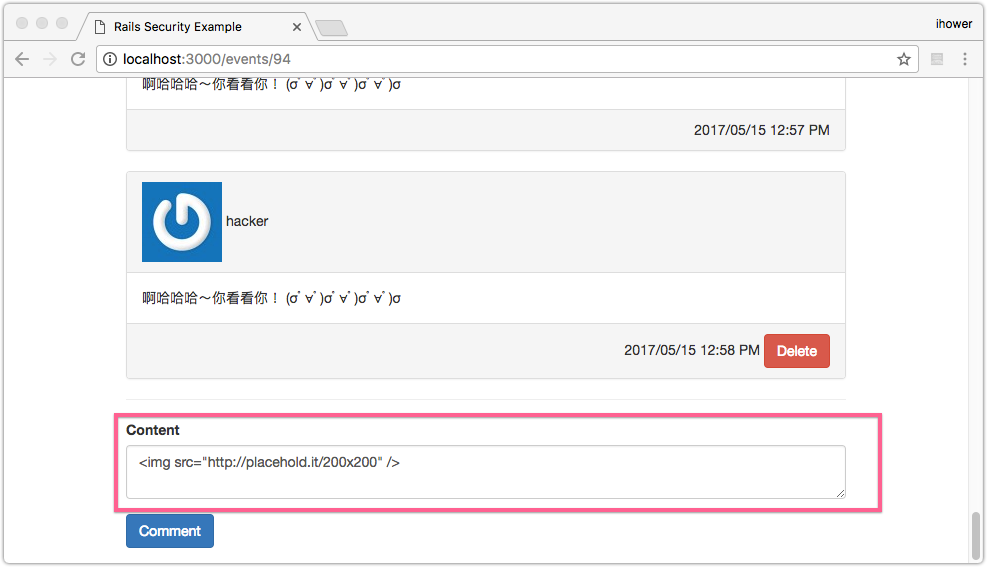 Rails Security Example
ihower
localhost:3000/events/94
啊哈哈哈～你看看你！ (σﾟ∀ﾟ)σﾟ∀ﾟ)σﾟ∀ﾟ)σ
2017/05/15 12:57 PM
hacker
啊哈哈哈～你看看你！ (σﾟ∀ﾟ)σﾟ∀ﾟ)σﾟ∀ﾟ)σ
2017/05/15 12:58 PM Delete
Content
<img src="http://placehold.it/200x200" />
Comment